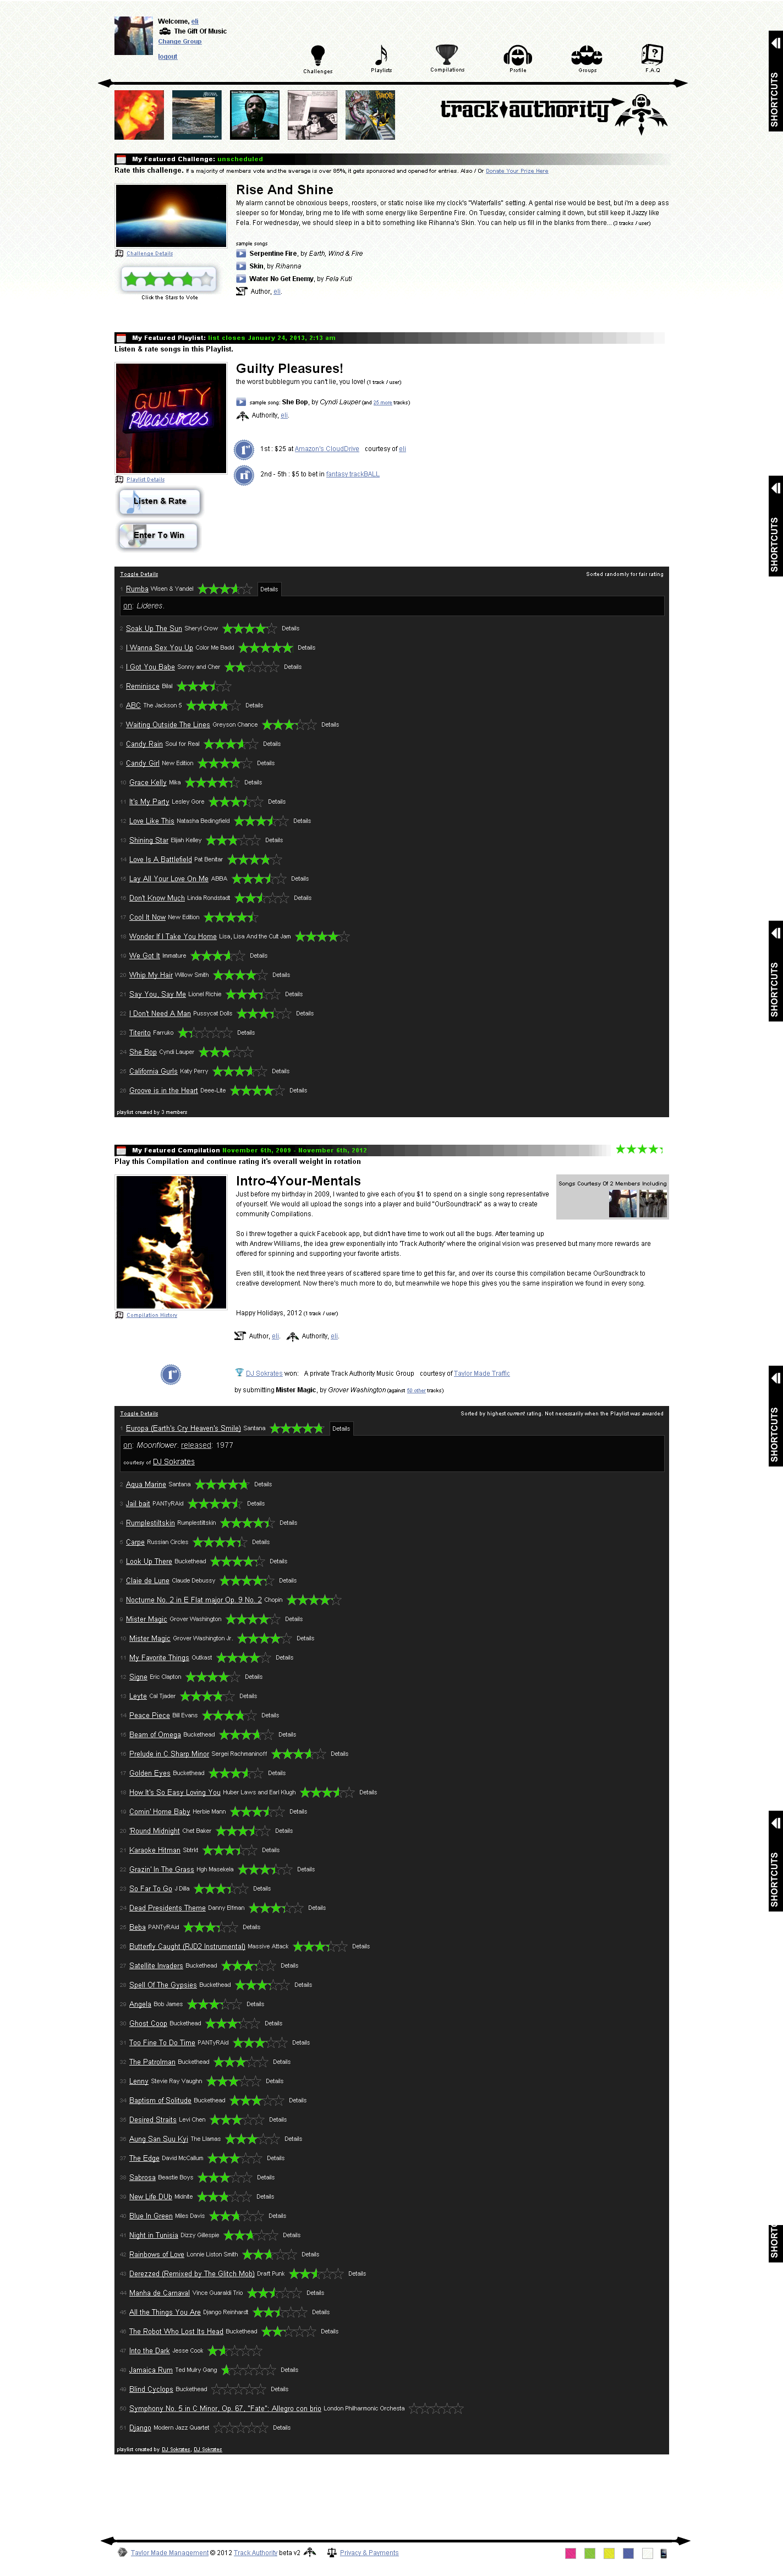 Welcome, eli
The Gift Of Music
Change Group
logout
Challenges
Playlists
Compilations
Profile
Groups
F.A.Q
SHORTCUTS
track authority
My Featured Challenge: unscheduled
Rate this challenge. If a majority of members vote and the average is over 85%, it gets sponsored and opened for entries. Also / Or Donate Your Prize Here
Rise And Shine
My alarm cannot be obnoxious beeps, roosters, or static noise like my clock's "Waterfalls" setting. A gental rise would be best, but i'm a deep ass
sleeper so for Monday, bring me to life with some energy like Serpentine Fire. On Tuesday, consider calming it down, but still keep it Jazzy like
Fela. For wednesday, we should sleep in a bit to something like Rihanna's Skin. You can help us fill in the blanks from there... (3 tracks / user)
sample songs
Serpentine Fire, by Earth, Wind & Fire
Skin, by Rihanna
Water No Get Enemy, by Fela Kuti
Author, eli.
Challenge Details
Click the Stars to Vote
My Featured Playlist: list closes January 24, 2013, 2:13 am
Listen & rate songs in this Playlist.
Guilty Pleasures!
the worst bubblegum you can't lie, you love! (1 track / user)
GUILTY
Pleasures
sample song: She Bop, by Cyndi Lauper (and 25 more tracks)
Authority, eli.
1st : $25 at Amazon's CloudDrive courtesy of eli
2nd - 5th : $5 to bet in fantasy trackBALL
Playlist Details
Listen & Rate
Enter To Win
SHORTCUTS
Toggle Details
Sorted randomly for fair rating
1 Rumba Wisen & Yandel Details
on: Lideres.
2 Soak Up The Sun Sheryl Crow Details
3 I Wanna Sex You Up Color Me Badd Details
4 I Got You Babe Sonny and Cher Details
5 Reminisce Bilal
6 ABC The Jackson 5 Details
7 Waiting Outside The Lines Greyson Chance Details
8 Candy Rain Soul for Real Details
9 Candy Girl New Edition Details
10 Grace Kelly Mika Details
11 It's My Party Lesley Gore Details
12 Love Like This Natasha Bedingfield Details
13 Shining Star Elijah Kelley Details
14 Love Is A Battlefield Pat Benitar
15 Lay All Your Love On Me ABBA Details
16 Don't Know Much Linda Rondstadt Details
17 Cool It Now New Edition
18 Wonder If I Take You Home Lisa, Lisa And the Cult Jam
19 We Got It Immature Details
20 Whip My Hair Willow Smith Details
21 Say You, Say Me Lionel Richie Details
22 I Don't Need A Man Pussycat Dolls Details
23 Titerito Farruko Details
24 She Bop Cyndi Lauper
25 California Gurls Katy Perry Details
26 Groove is in the Heart Deee-Lite Details
playlist created by 3 members
SHORTCUTS
My Featured Compilation November 6th, 2009 - November 6th, 2012
Play this Compilation and continue rating it's overall weight in rotation
Intro-4Your-Mentals
Songs Courtesy Of 2 Members Including
Just before my birthday in 2009, I wanted to give each of you $1 to spend on a single song representative
of yourself. We would all upload the songs into a player and build "OurSoundtrack" as a way to create
community Compilations.
So i threw together a quick Facebook app, but didn't have time to work out all the bugs. After teaming up
with Andrew Williams, the idea grew exponentially into 'Track Authority' where the original vision was preserved but many more rewards are
offered for spinning and supporting your favorite artists.
Even still, it took the next three years of scattered spare time to get this far, and over its course this compilation became OurSoundtrack to
creative development. Now there's much more to do, but meanwhile we hope this gives you the same inspiration we found in every song.
Happy Holidays, 2012 (1 track / user)
Compilation History
Author, eli. Authority, eli.
DJ Sokrates won: A private Track Authority Music Group courtesy of Taylor Made Traffic
by submitting Mister Magic, by Grover Washington (against 50 other tracks)
SHORTCUTS
Toggle Details
Sorted by highest current rating. Not necessarily when the Playlist was awarded
1 Europa (Earth's Cry Heaven's Smile) Santana Details
on: Moonflower. released: 1977
courtesy of DJ Sokrates
2 Aqua Marine Santana Details
3 Jail bait PANTyRAid Details
4 Rumplestiltskin Rumplestiltskin Details
5 Carpe Russian Circles Details
6 Look Up There Buckethead Details
7 Claie de Lune Claude Debussy Details
8 Nocturne No. 2 in E Flat major Op. 9 No. 2 Chopin
9 Mister Magic Grover Washington Details
10 Mister Magic Grover Washington Jr. Details
11 My Favorite Things Outkast Details
12 Signe Eric Clapton Details
13 Leyte Cal Tjader Details
14 Peace Piece Bill Evans Details
15 Beam of Omega Buckethead Details
16 Prelude in C Sharp Minor Sergei Rachmaninoff Details
17 Golden Eyes Buckethead Details
18 How It's So Easy Loving You Huber Laws and Earl Klugh Details
19 Comin' Home Baby Herbie Mann Details
20 'Round Midnight Chet Baker Details
21 Karaoke Hitman Sbtrkt Details
22 Grazin' In The Grass Hgh Masekela Details
23 So Far To Go J Dilla Details
24 Dead Presidents Theme Danny Elfman Details
25 Beba PANTyRAid Details
26 Butterfly Caught (RJD2 Instrumental) Massive Attack Details
27 Satellite Invaders Buckethead Details
28 Spell Of The Gypsies Buckethead Details
29 Angela Bob James Details
30 Ghost Coop Buckethead Details
31 Too Fine To Do Time PANTyRAid Details
32 The Patrolman Buckethead Details
33 Lenny Stevie Ray Vaughn Details
34 Baptism of Solitude Buckethead Details
35 Desired Straits Levi Chen Details
36 Aung San Suu Kyi The Llamas Details
37 The Edge David McCallum Details
38 Sabrosa Beastie Boys Details
39 New Life DUb Midnite Details
40 Blue In Green Miles Davis Details
41 Night in Tunisia Dizzy Gillespie Details
42 Rainbows of Love Lonnie Liston Smith Details
43 Derezzed (Remixed by The Glitch Mob) Draft Punk Details
44 Manha de Carnaval Vince Guaraldi Trio Details
45 All the Things You Are Django Reinhardt Details
46 The Robot Who Lost Its Head Buckethead Details
47 Into the Dark Jesse Cook
48 Jamaica Rum Ted Mulry Gang Details
49 Blind Cyclops Buckethead Details
50 Symphony No. 5 in C Minor, Op. 67, "Fate": Allegro con brio London Philharmonic Orchesta
51 Django Modern Jazz Quartet Details
playlist created by DJ Sokrates, DJ Sokrates
SHORTCUTS
Taylor Made Management © 2012 Track Authority beta v2 Privacy & Payments